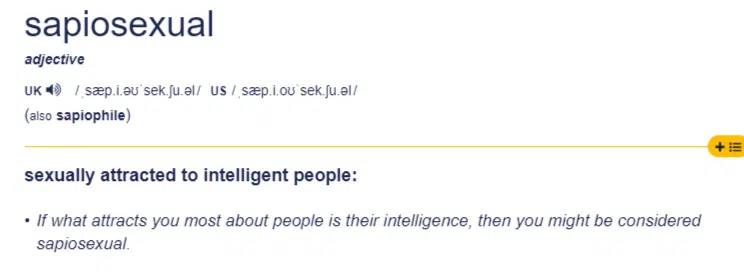 sapiosexual
adjective
UK /ˌsæp.i.əʊˈsek.ʃu.əl/ US /ˌsæp.i.oʊˈsek.ʃu.əl/
(also sapiophile)
sexually attracted to intelligent people:
• If what attracts you most about people is their intelligence, then you might be considered
sapiosexual.